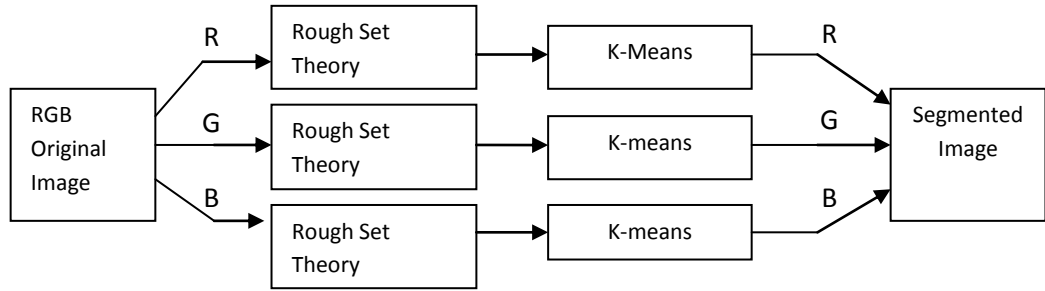 RGB
Original
Image
R
Rough Set
Theory
K-Means
R
G
Rough Set
Theory
K-means
G
B
Rough Set
Theory
K-means
B
Segmented
Image